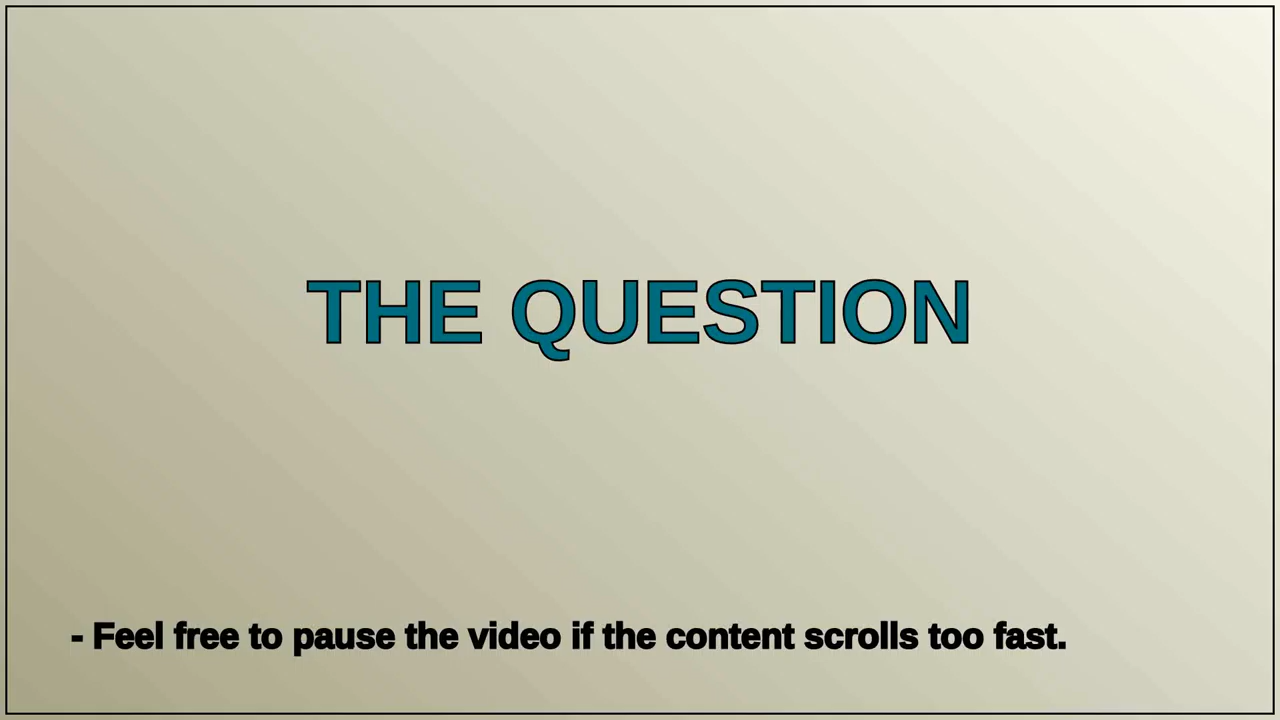 THE QUESTION
- Feel free to pause the video if the content scrolls too fast.